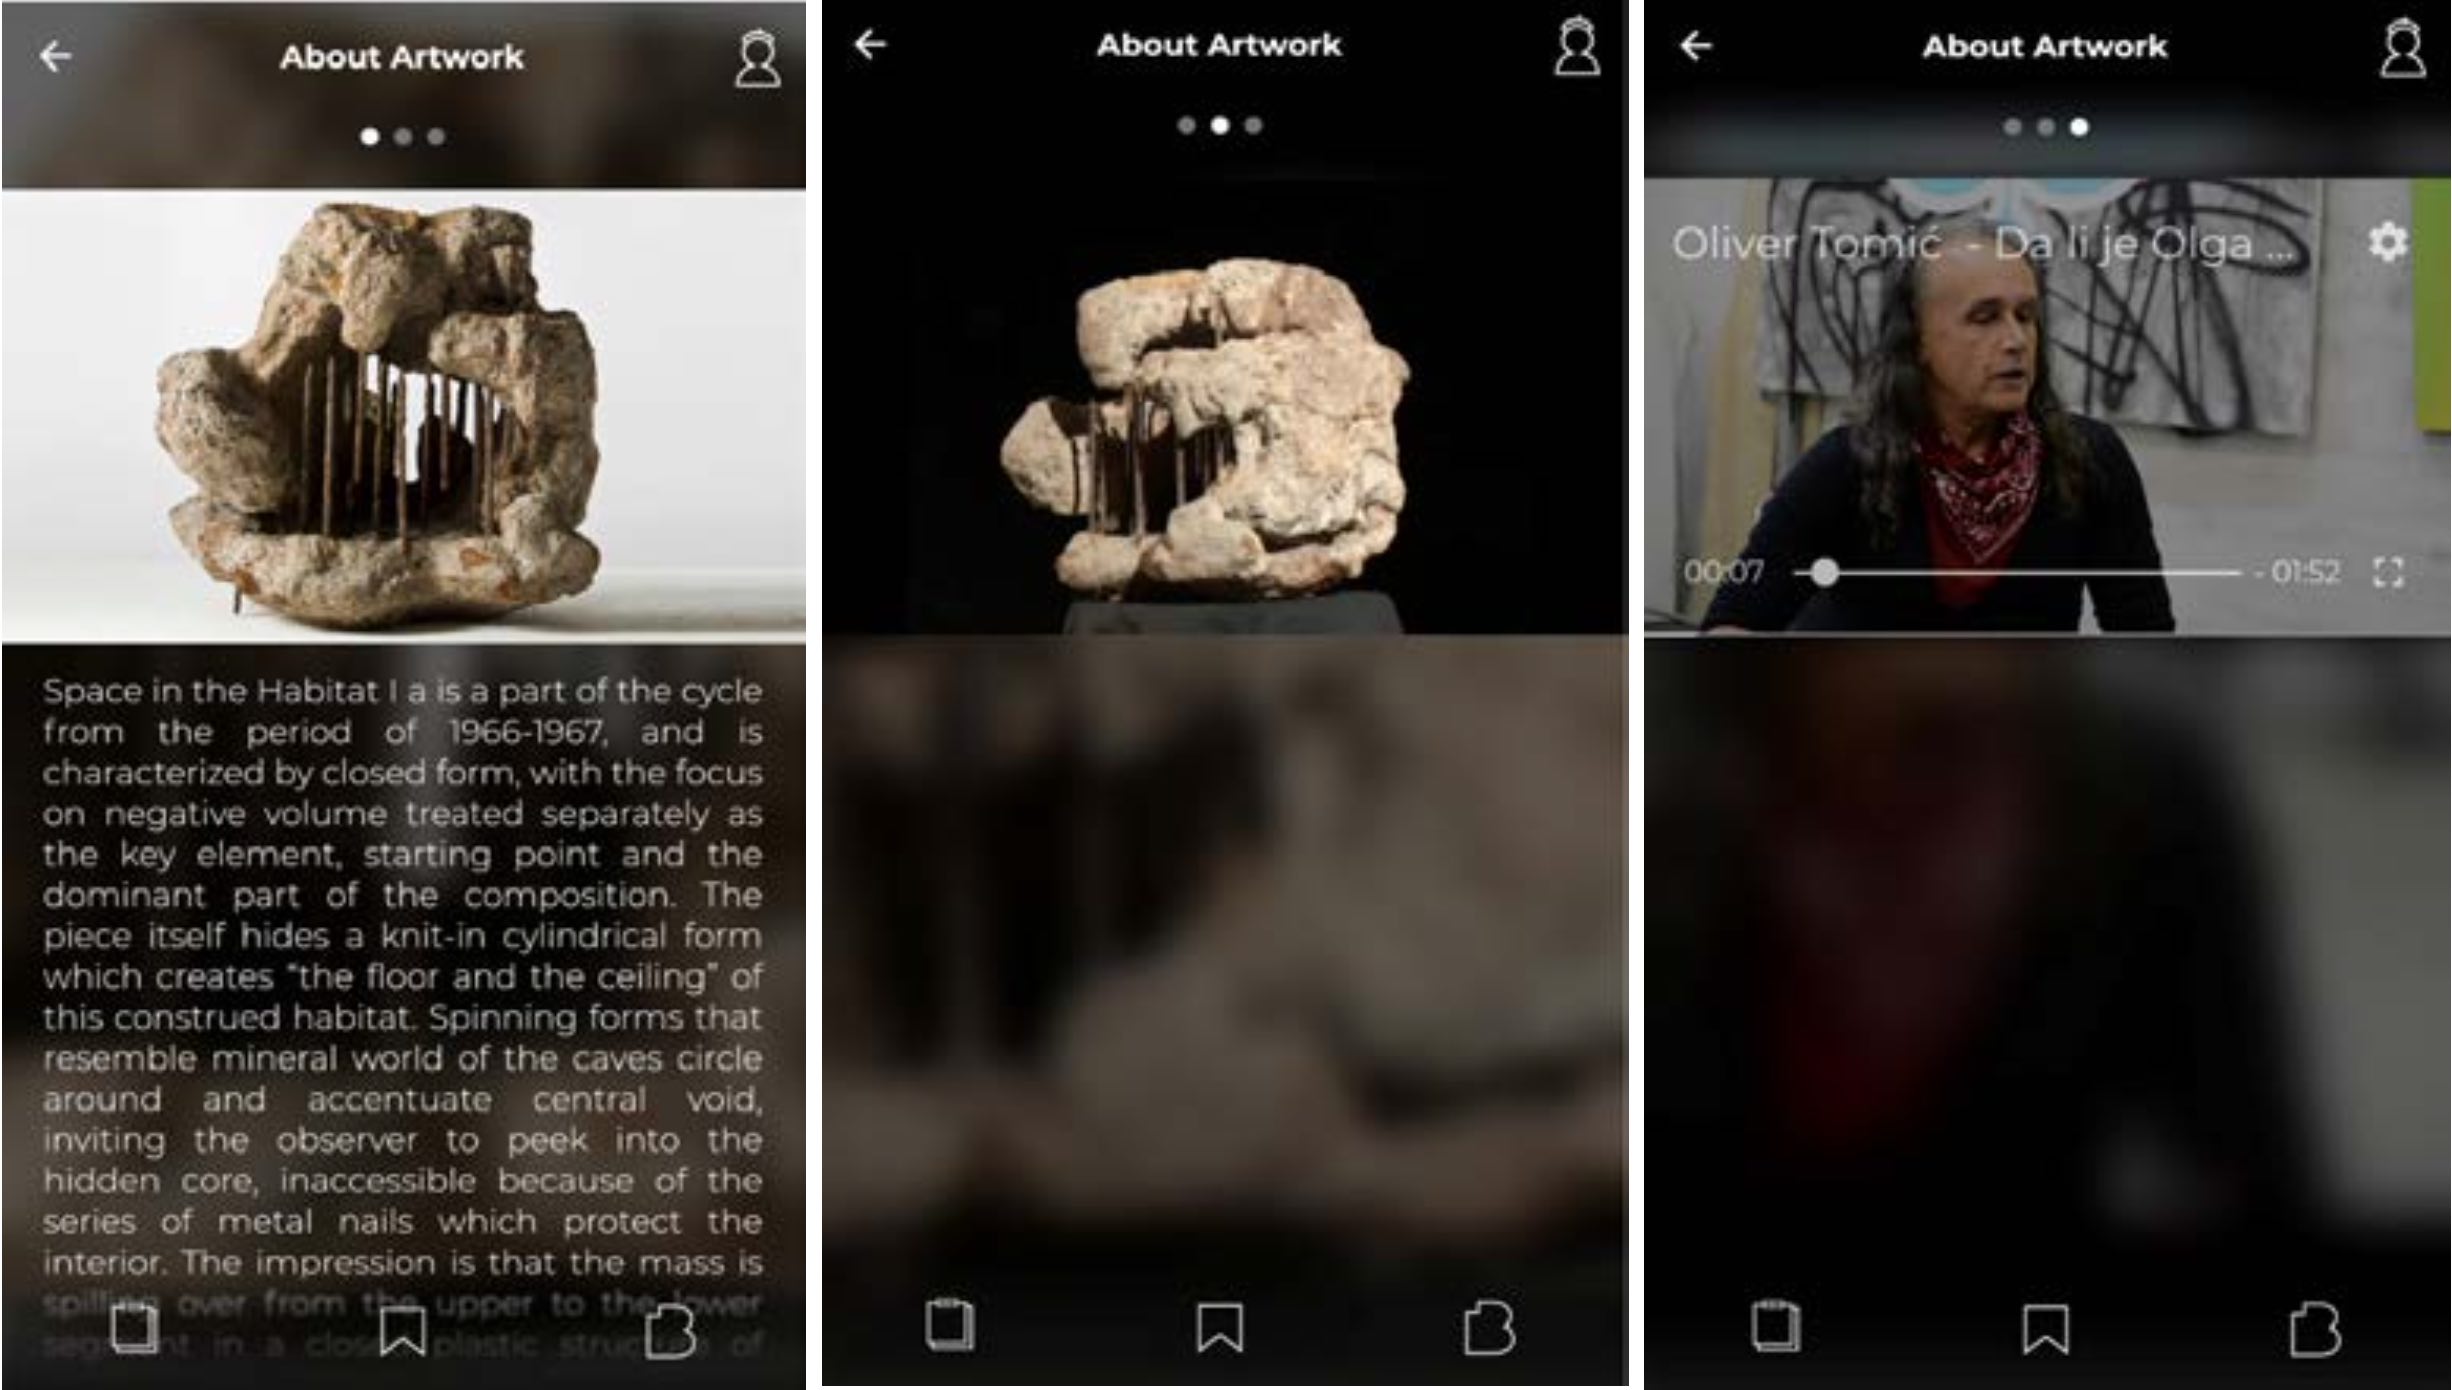 About Artwork
Space in the Habitat I a is a part of the cycle
from the period of 1966-1967, and is
characterized by closed form, with the focus
on negative volume treated separately as
the key element, starting point and the
dominant part of the composition. The
piece itself hides a knit-in cylindrical form
which creates “the floor and the ceiling” of
this construed habitat. Spinning forms that
resemble mineral world of the caves circle
around and accentuate central void,
inviting the observer to peek into the
hidden core, inaccessible because of the
series of metal nails which protect the
interior. The impression is that the mass is
spilling over from the upper to the lower
in a plastic of
About Artwork
About Artwork
Oliver Tomić - Da li je Olga ...
00:07
- 01:52